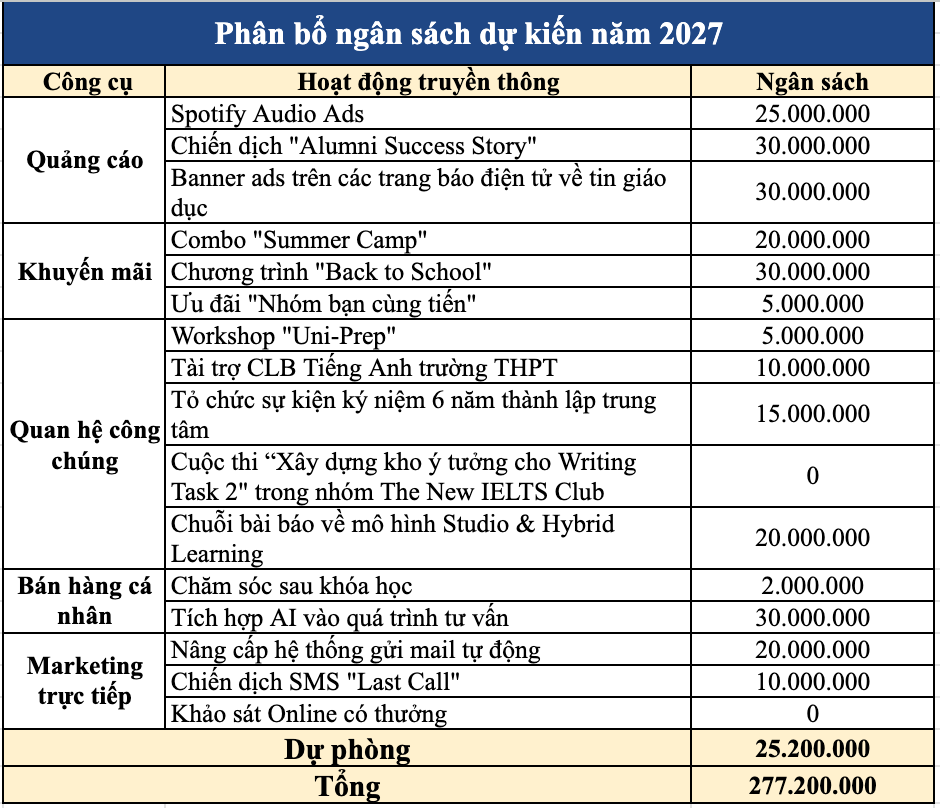 Phân bổ ngân sách dự kiến năm 2027
Công cụ Hoạt động truyền thông Ngân sách
Quảng cáo
Spotify Audio Ads 25.000.000
Chiến dịch "Alumni Success Story" 30.000.000
Banner ads trên các trang báo điện tử về tin giáo
dục
30.000.000
Khuyến mãi
Combo "Summer Camp" 20.000.000
Chương trình "Back to School" 30.000.000
Ưu đãi "Nhóm bạn cùng tiến" 5.000.000
Quan hệ công
chúng
Workshop "Uni-Prep" 5.000.000
Tài trợ CLB Tiếng Anh trường THPT 10.000.000
Tỏ chức sự kiện ký niệm 6 năm thành lập trung
tâm
15.000.000
Cuộc thi “Xây dựng kho ý tưởng cho Writing
Task 2" trong nhóm The New IELTS Club
0
Chuỗi bài báo về mô hình Studio & Hybrid
Learning
20.000.000
Bán hàng cá
nhân
Chăm sóc sau khóa học 2.000.000
Tích hợp AI vào quá trình tư vấn 30.000.000
Marketing
trực tiếp
Nâng cấp hệ thống gửi mail tự động 20.000.000
Chiến dịch SMS "Last Call" 10.000.000
Khảo sát Online có thưởng 0
Dự phòng 25.200.000
Tổng 277.200.000